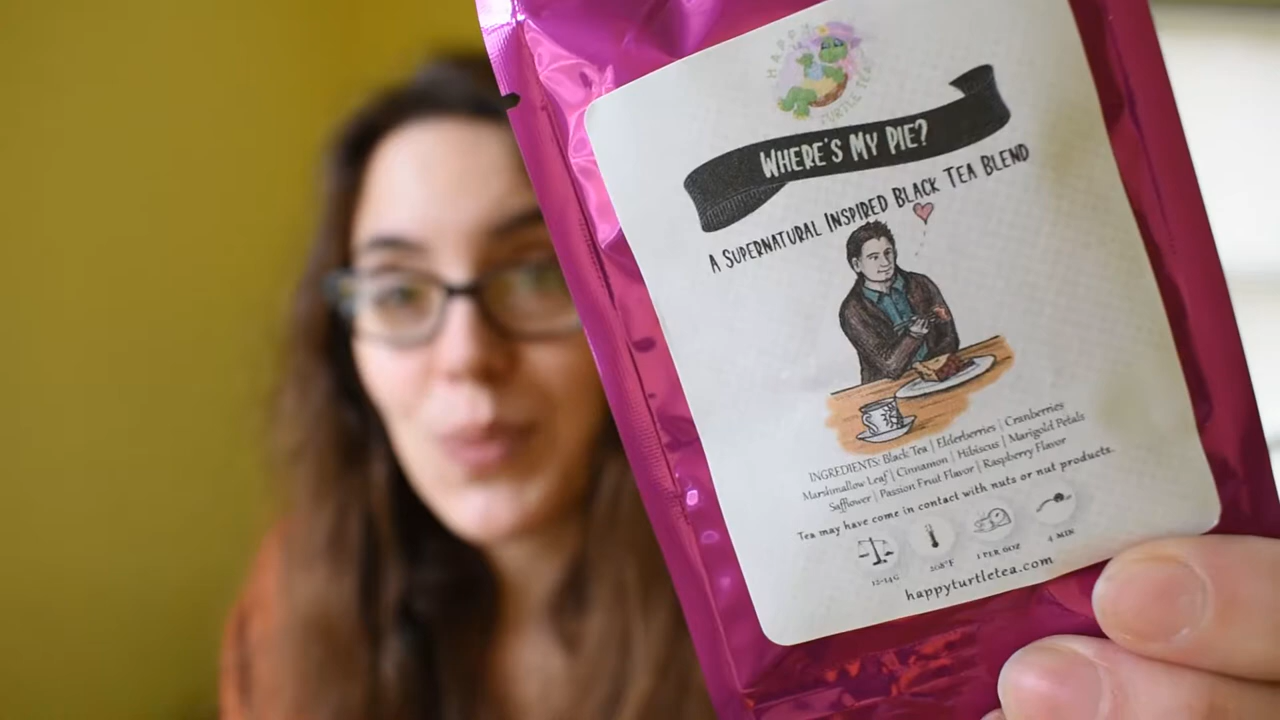 HAPPY
TURTLE TEA
WHERE'S MY PIE?
A SUPERNATURAL INSPIRED BLACK TEA BLEND
INGREDIENTS: Black Tea | Elderberries | Cranberries
Marshmallow Leaf | Cinnamon | Hibiscus | Marigold Petals
Safflower | Passion Fruit Flavor | Raspberry Flavor
Tea may have come in contact with nuts or nut products.
12-14G
208°F
1 PER 6OZ
4 MIN
happyturtletea.com